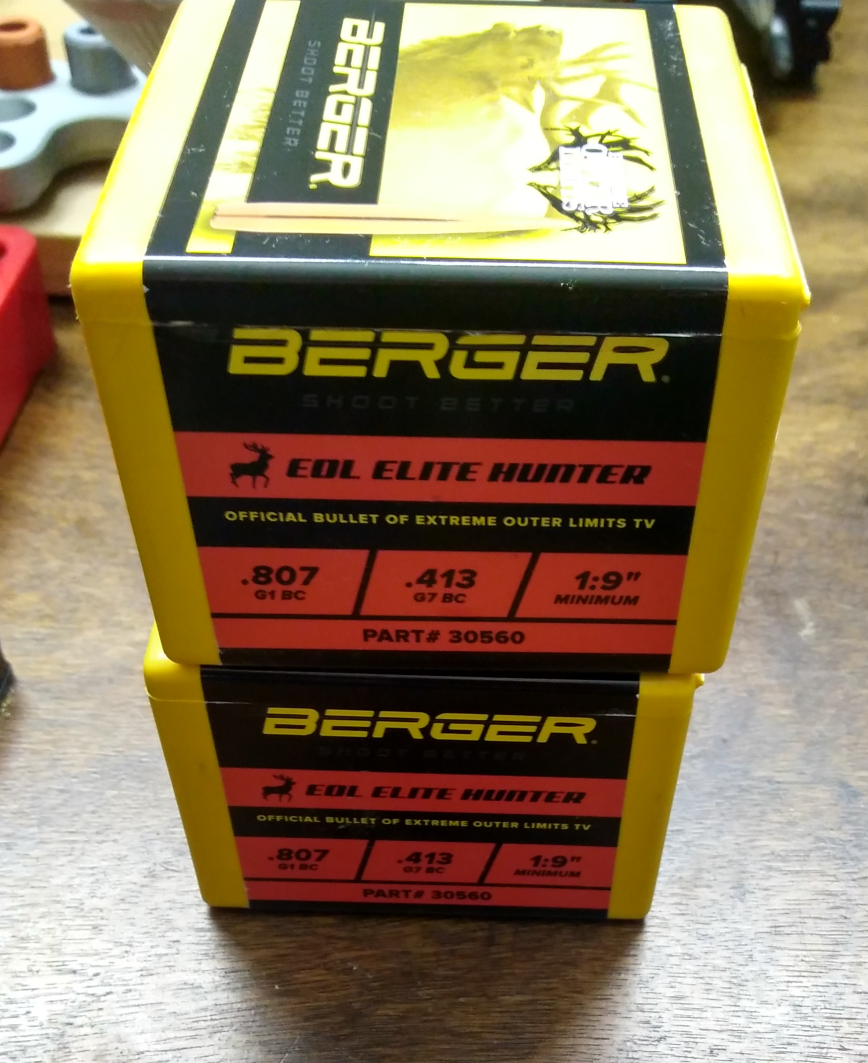 BERGER.
SHOOT BETTER
BERGER.
SHOOT BETTER
EOL ELITE HUNTER
OFFICIAL BULLET OF EXTREME OUTER LIMITS TV
.807 .413 1:9"
G1 BC G7 BC MINIMUM
PART# 30560
BERGER.
SHOOT BETTER
EOL ELITE HUNTER
OFFICIAL BULLET OF EXTREME OUTER LIMITS TV
.807 .413 1:9"
G1 BC G7 BC MINIMUM
PART# 30560